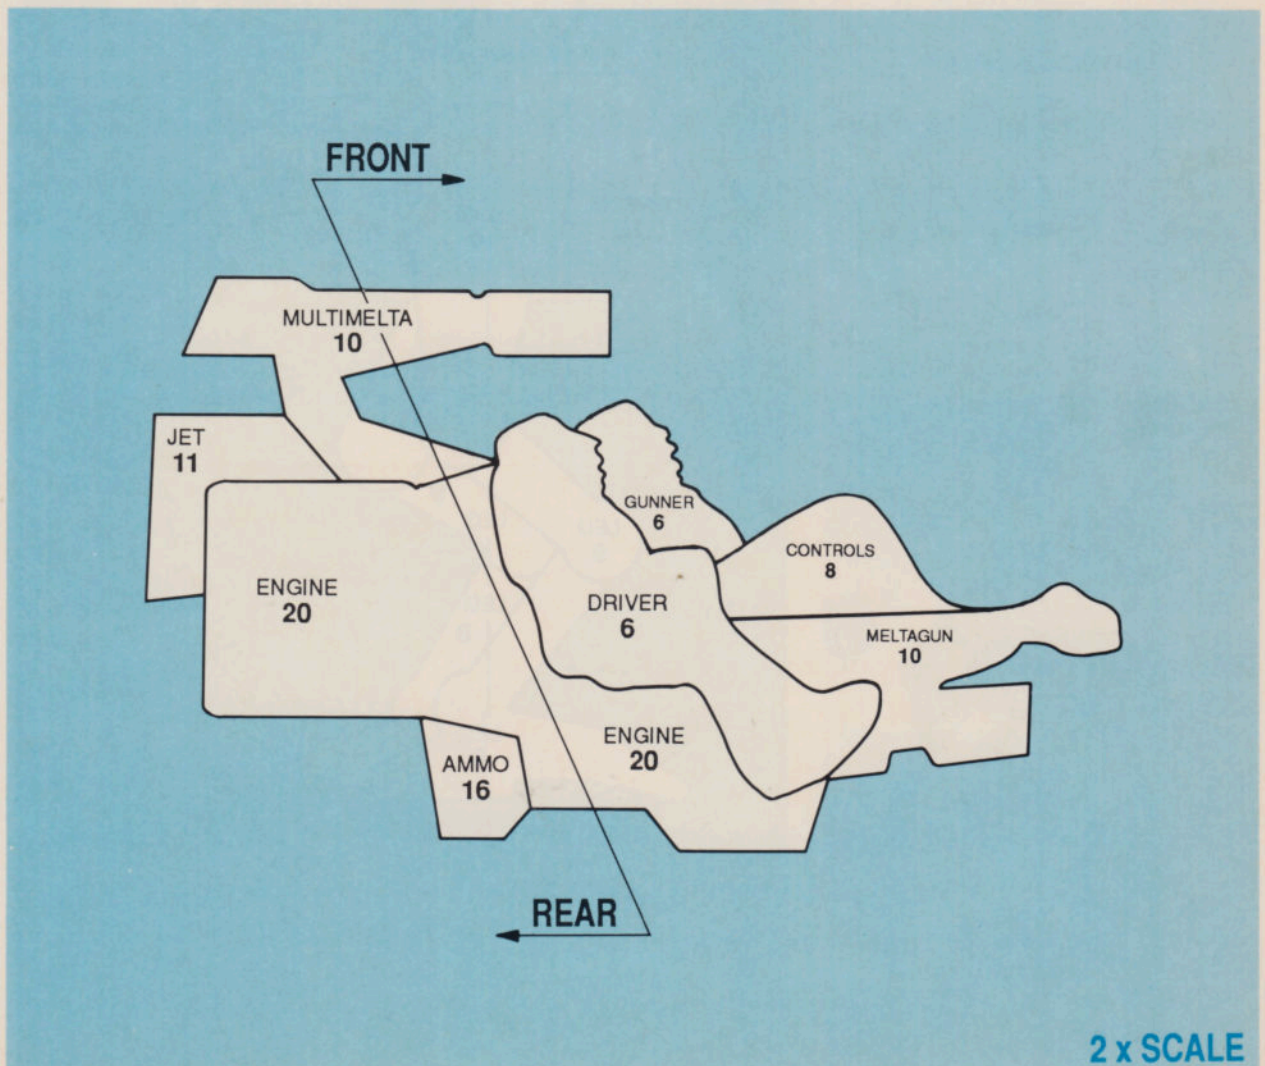 FRONT
MULTIMELTA
10
JET
11
GUNNER
6
CONTROLS
8
ENGINE
20
DRIVER
6
MELTAGUN
10
ENGINE
20
AMMO
16
REAR
2 x SCALE